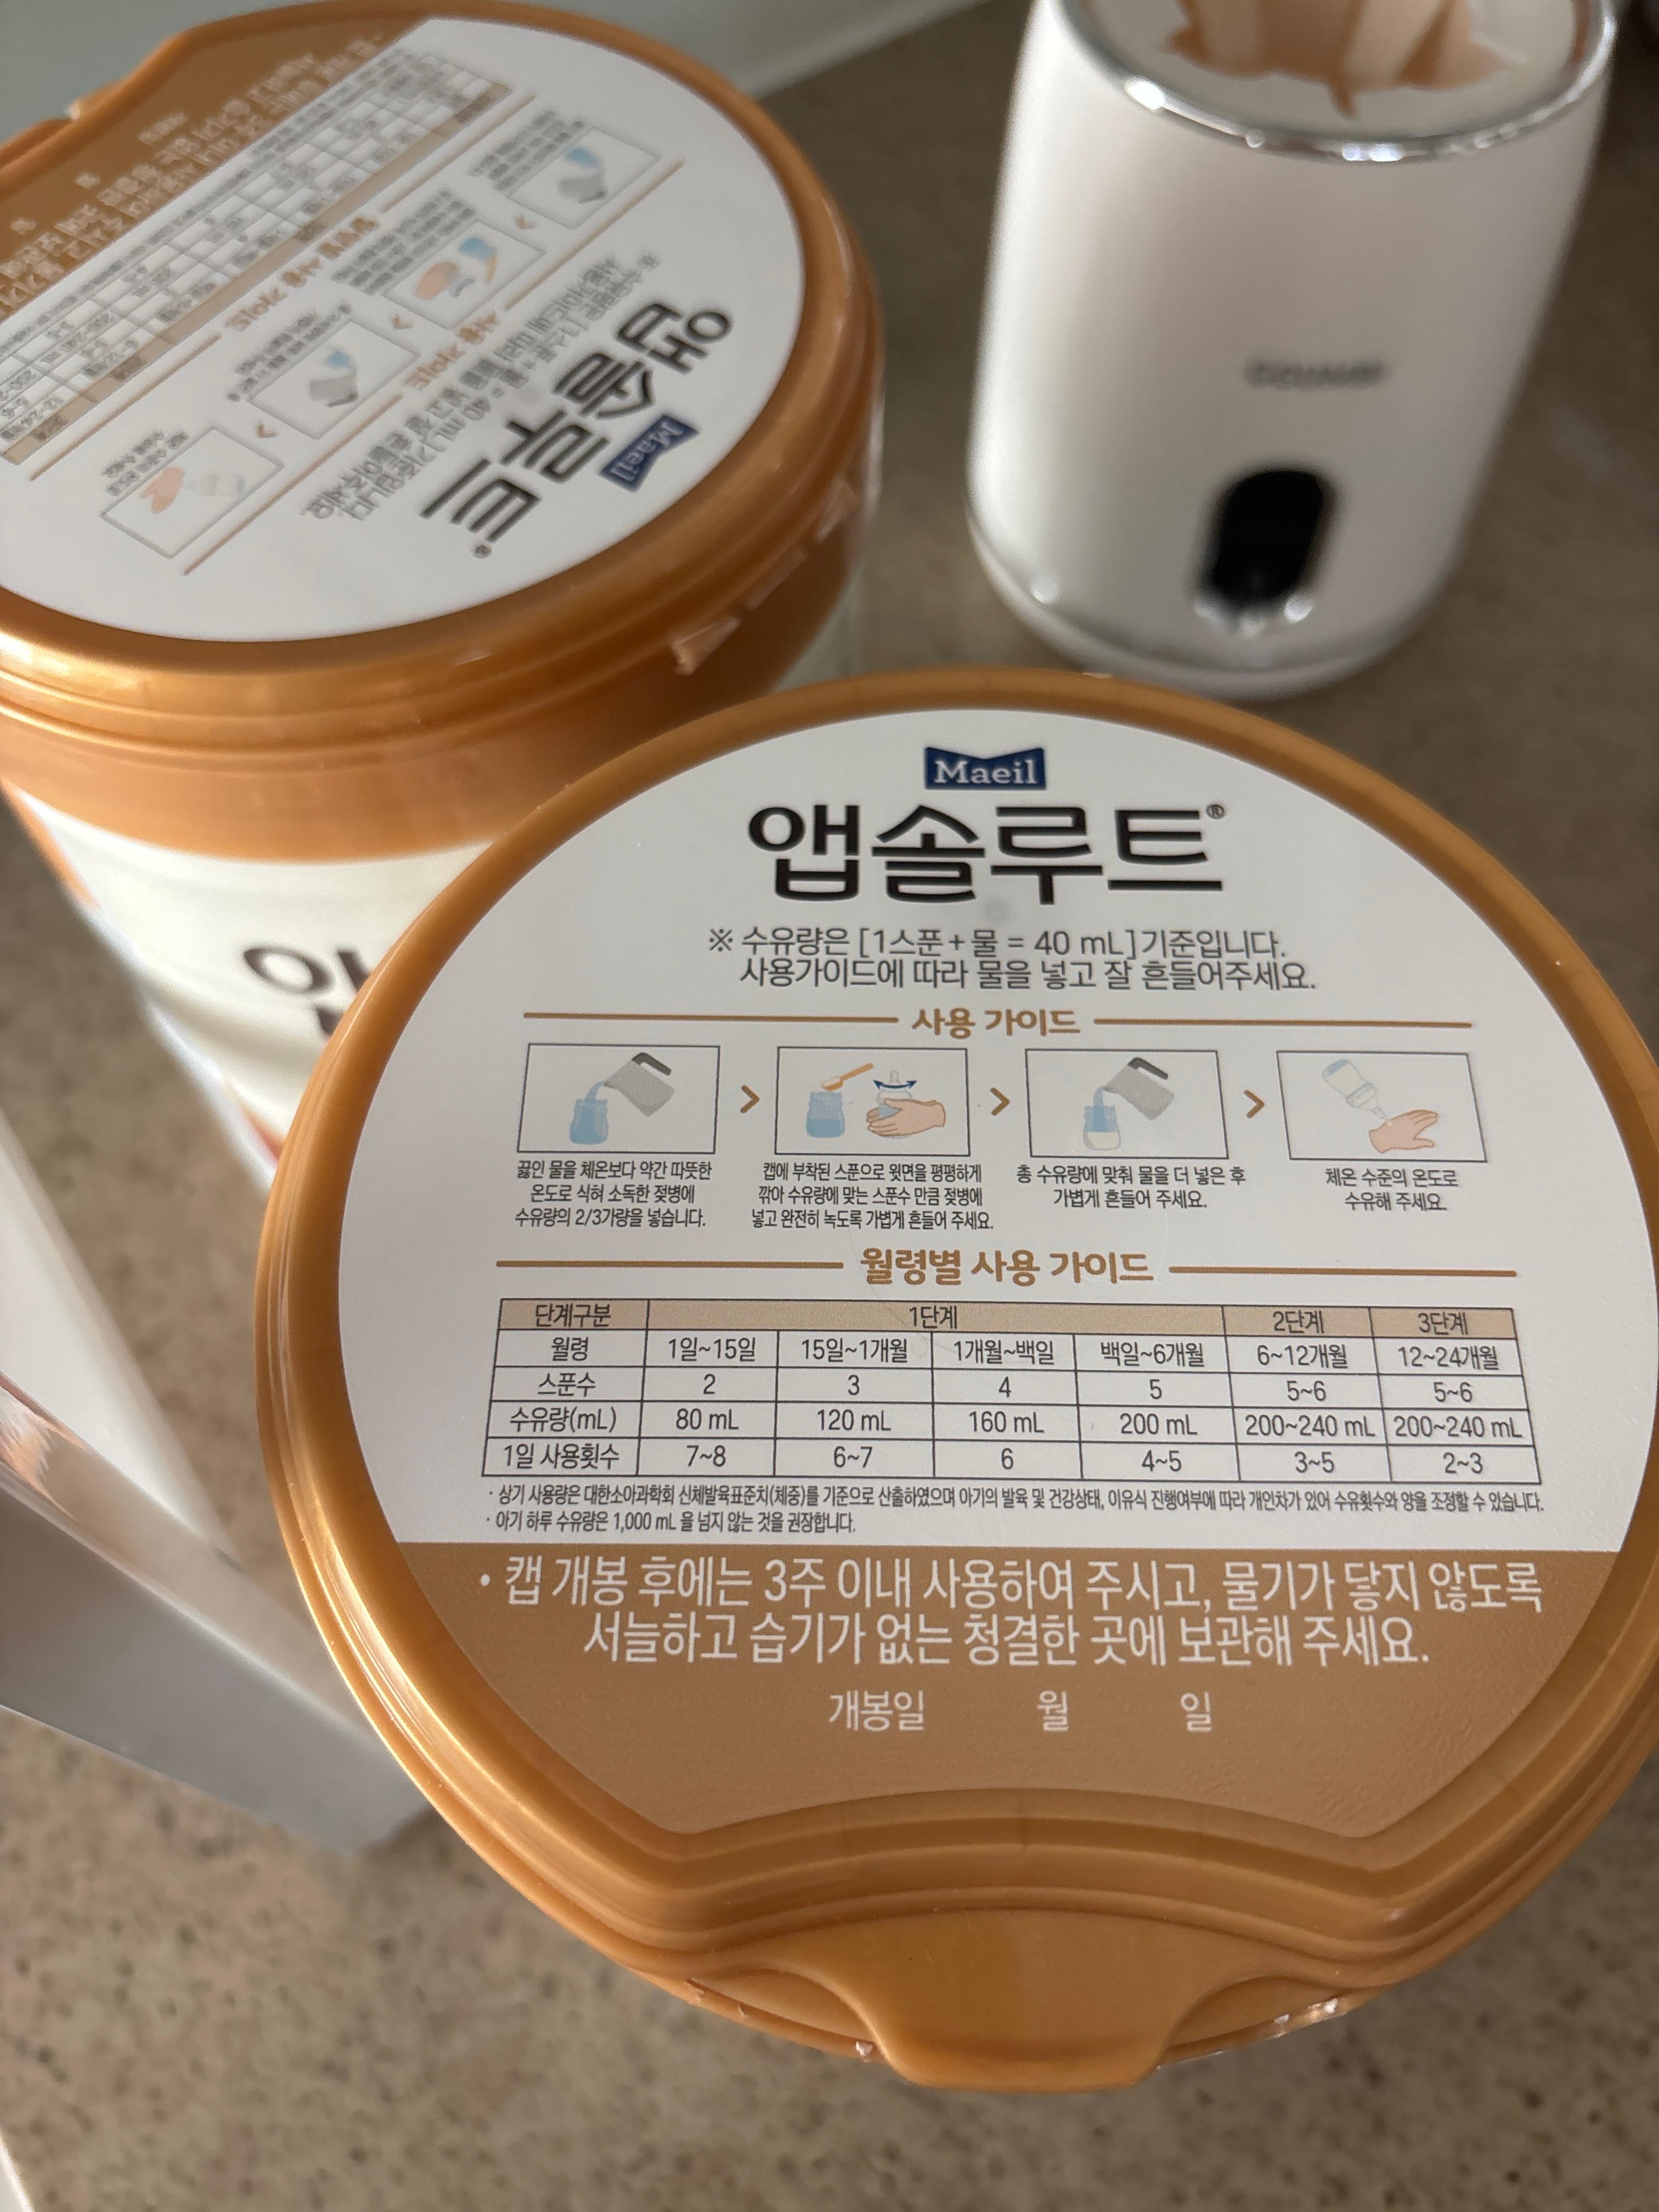 Maeil
앱솔루트®
※ 수유량은 [1스푼+물 = 40 mL]기준입니다.
사용가이드에 따라 물을 넣고 잘 흔들어주세요.
사용 가이드
끓인 물을 체온보다 약간 따뜻한
온도로 식혀 소독한 젖병에
수유량의 2/3가량을 넣습니다.
캡에 부착된 스푼으로 윗면을 평평하게
깎아 수유량에 맞는 스푼수 만큼 젖병에
넣고 완전히 녹도록 가볍게 흔들어 주세요.
총 수유량에 맞춰 물을 더 넣은 후
가볍게 흔들어 주세요.
체온 수준의 온도로
수유해 주세요.
월령별 사용 가이드
단계구분 1단계 2단계 3단계
월령 1일~15일 15일~1개월 1개월~백일 백일~6개월 6~12개월 12~24개월
스푼수 2 3 4 5 5~6 5~6
수유량(mL) 80 mL 120 mL 160 mL 200 mL 200~240 mL 200~240 mL
1일 사용횟수 7~8 6~7 6 4~5 3~5 2~3
· 상기 사용량은 대한소아과학회 신체발육표준치(체중)를 기준으로 산출하였으며 아기의 발육 및 건강상태, 이유식 진행여부에 따라 개인차가 있어 수유횟수와 양을 조정할 수 있습니다.
· 아기 하루 수유량은 1,000 mL 을 넘지 않는 것을 권장합니다.
• 캡 개봉 후에는 3주 이내 사용하여 주시고, 물기가 닿지 않도록
서늘하고 습기가 없는 청결한 곳에 보관해 주세요.
개봉일 월 일
Maeil
앱솔루트®
사용 가이드
월령별 사용 가이드